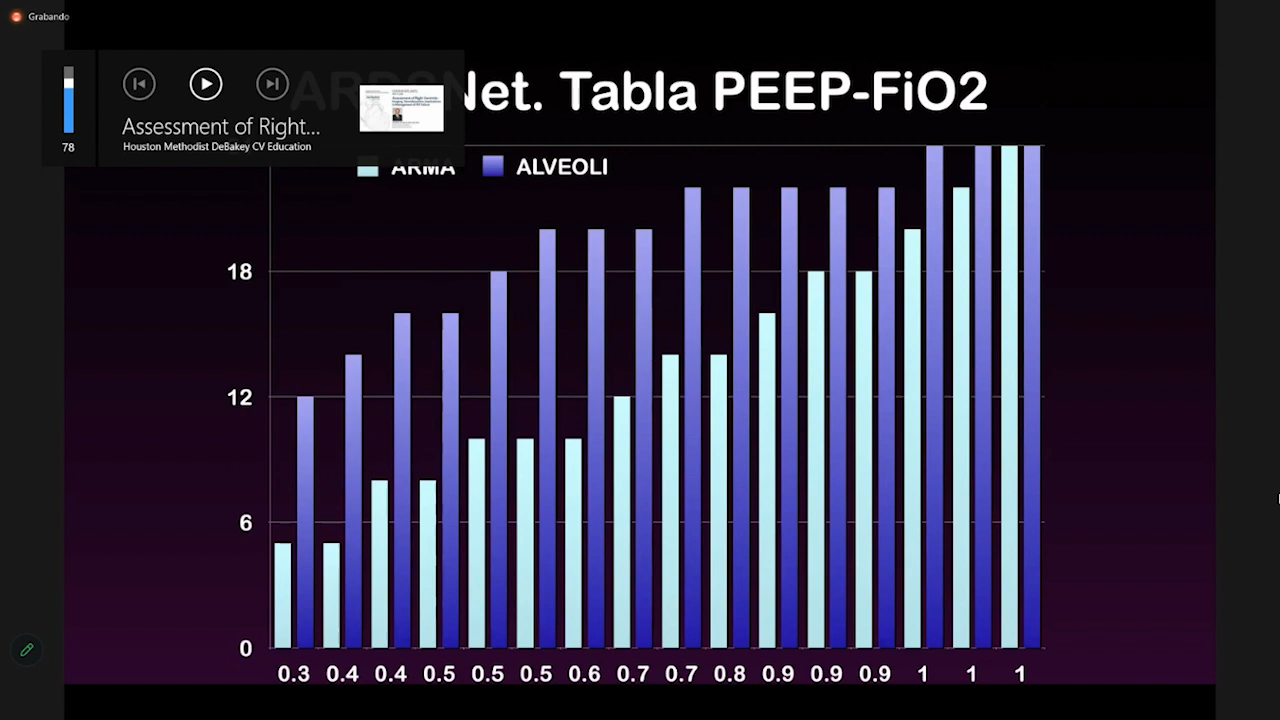 Grabando
ARDSNet. Tabla PEEP-FiO2
Assessment of Right...
Houston Methodist DeBakey CV Education
78
ARMA ALVEOLI
18
12
6
0
0.3 0.4 0.4 0.5 0.5 0.5 0.6 0.7 0.7 0.8 0.9 0.9 0.9 1 1 1